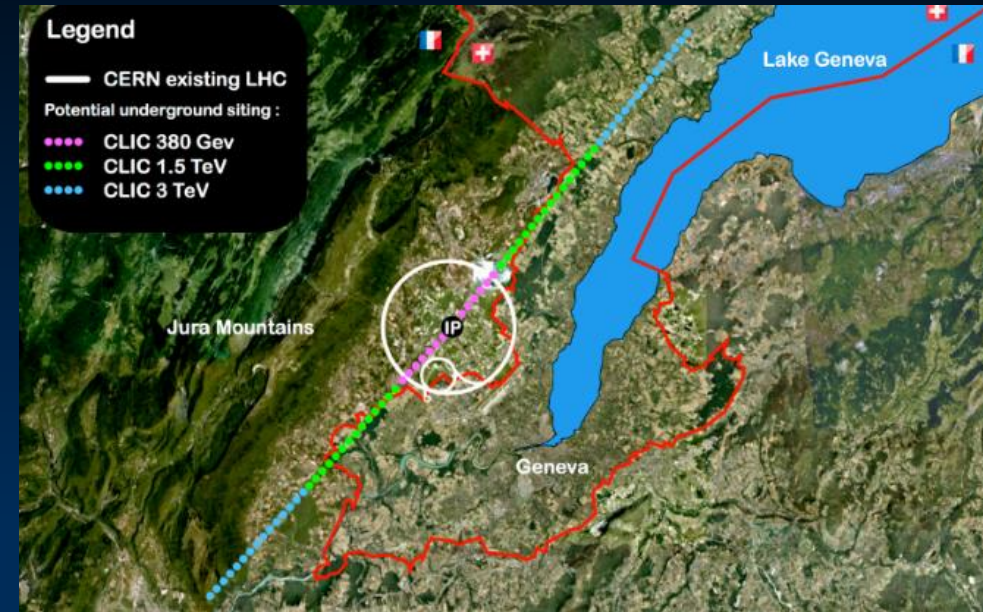 Legend
CERN existing LHC
Potential underground siting :
CLIC 380 Gev
CLIC 1.5 TeV
CLIC 3 TeV
Lake Geneva
Jura Mountains
IP
Geneva